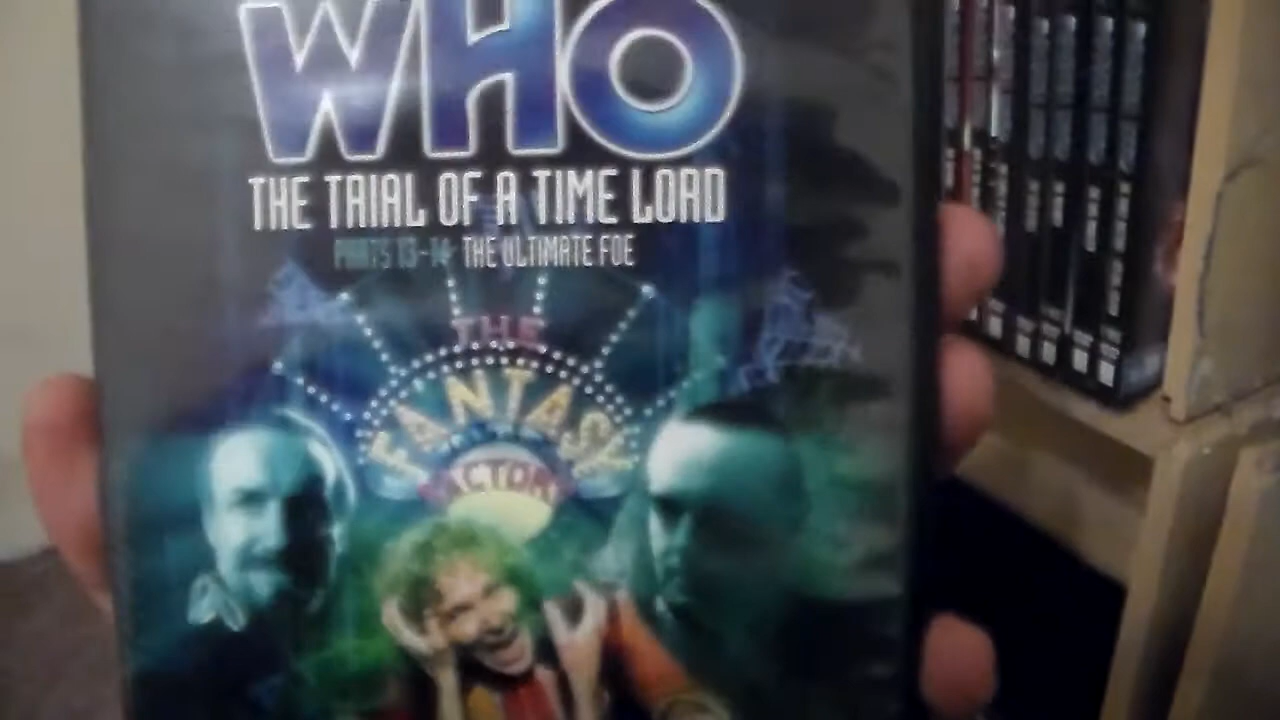 WHO
THE TRIAL OF A TIME LORD
PARTS 13-14 THE ULTIMATE FOE
THE
FANTASY
FACTORY